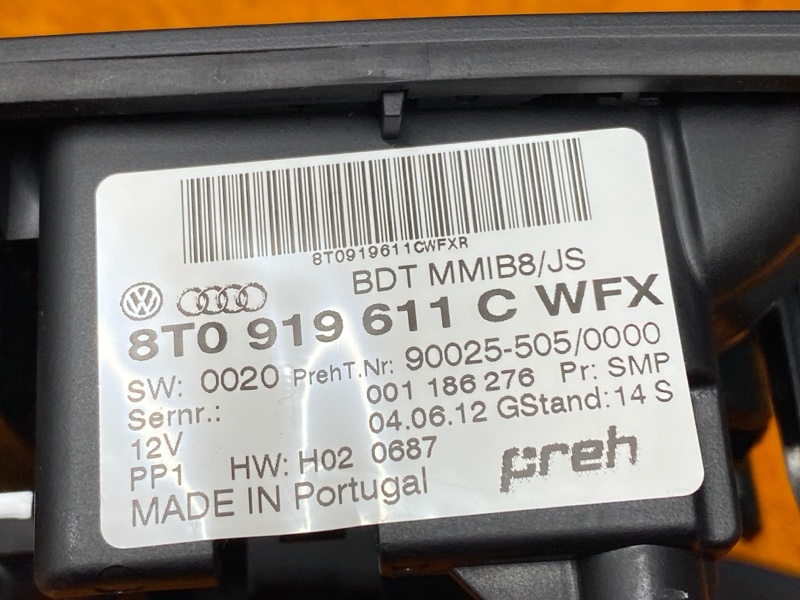 8T0919611CWFXR
BDT MMIB8/JS
8T0 919 611 C WFX
SW: 0020 PrehT.Nr: 90025-505/0000
Sernr.: 001 186 276 Pr: SMP
12V 04.06.12 GStand: 14 S
PP1 HW: H02 0687
MADE IN Portugal
preh